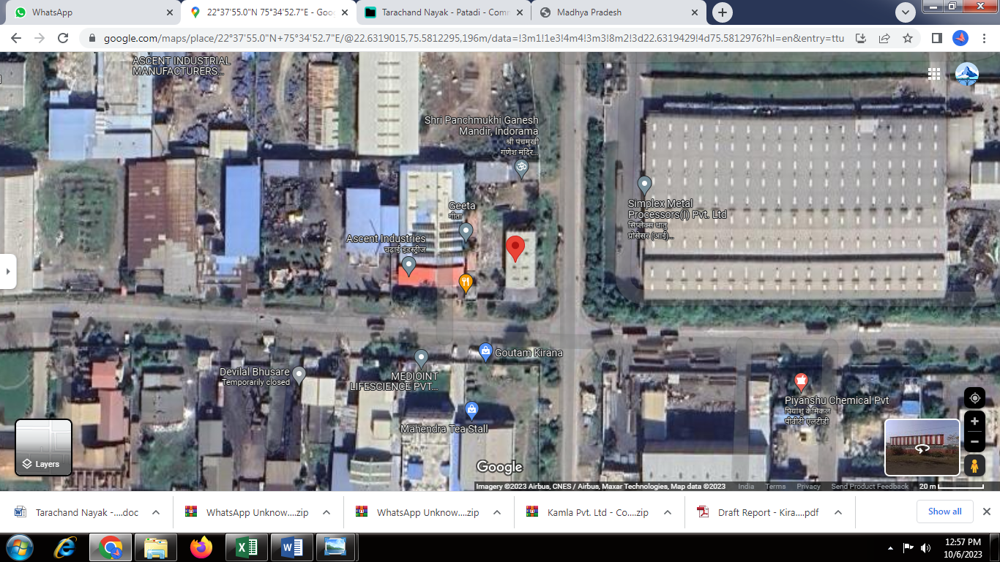 WhatsApp
22°37'55.0"N 75°34'52.7"E - Goo
Tarachand Nayak - Patadi - Comm
Madhya Pradesh
google.com/maps/place/22°37'55.0"N+75°34'52.7"E/@22.6319015,75.5812295,196m/data=!3m1!1e3!4m4!3m3!8m2!3d22.6319429!4d75.5812976?hl=en&entry=ttu
ASCENT INDUSTRIAL
MANUFACTURERS...
Shri Panchmukhi Ganesh
Mandir, Indorama
श्री पंचमुखी
गणेश मंदिर...
Simplex Metal
Processors(I) Pvt. Ltd
सिंप्लेक्स धातु
प्रोसेसर (आई)...
Geeta
गीता
Ascent Industries
चढ़ाई इंडस्ट्रीज
Goutam Kirana
MEDIOINT
LIFESCIENCE PVT...
Devilal Bhusare
Temporarily closed
Mahendra Tea Stall
Piyanshu Chemical Pvt
पियांशु केमिकल
पीवीटी एलटीडी
Layers
Google
Imagery ©2023 Airbus, CNES / Airbus, Maxar Technologies, Map data ©2023 India Terms Privacy Send Product Feedback 20 m
Tarachand Nayak -....doc
WhatsApp Unknow....zip
WhatsApp Unknow....zip
Kamla Pvt. Ltd - Co....zip
Draft Report - Kira....pdf
Show all
12:57 PM
10/6/2023